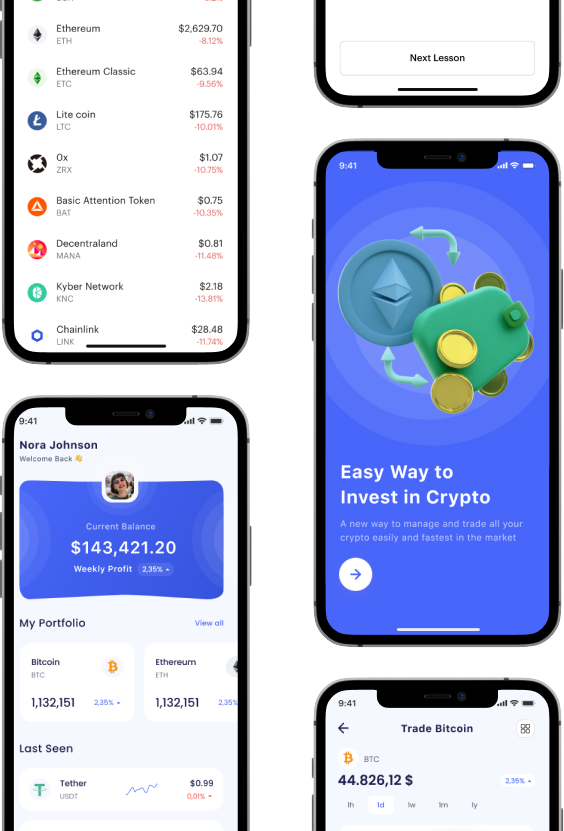 Ethereum
ETH
$2,629.70
-8.12%
Ethereum Classic
ETC
$63.94
-9.56%
Lite coin
LTC
$175.76
-10.01%
0x
ZRX
$1.07
-10.75%
Basic Attention Token
BAT
$0.75
-10.35%
Decentraland
MANA
$0.81
-11.48%
Kyber Network
KNC
$2.18
-13.81%
Chainlink
LINK
$28.48
-11.74%
9:41
Nora Johnson
Welcome Back 👋
Current Balance
$143,421.20
Weekly Profit 2,35%
My Portfolio
View all
Bitcoin
BTC
1,132,151
2,35%
Ethereum
ETH
1,132,151
2,35%
Last Seen
Tether
USDT
$0.99
0,01%
Next Lesson
9:41
Easy Way to
Invest in Crypto
A new way to manage and trade all your
crypto easily and fastest in the market
9:41
Trade Bitcoin
BTC
44.826,12 $
2,35%
1h 1d 1w 1m 1y